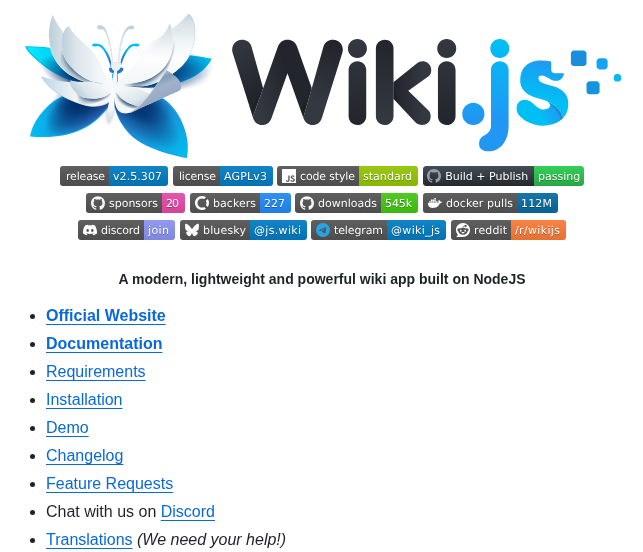 Wiki.js
release v2.5.307 license AGPLv3 JS code style standard Build + Publish passing
sponsors 20 backers 227 downloads 545k docker pulls 112M
discord join bluesky @js.wiki telegram @wiki_js reddit /r/wikijs
A modern, lightweight and powerful wiki app built on NodeJS
Official Website
Documentation
Requirements
Installation
Demo
Changelog
Feature Requests
Chat with us on Discord
Translations (We need your help!)